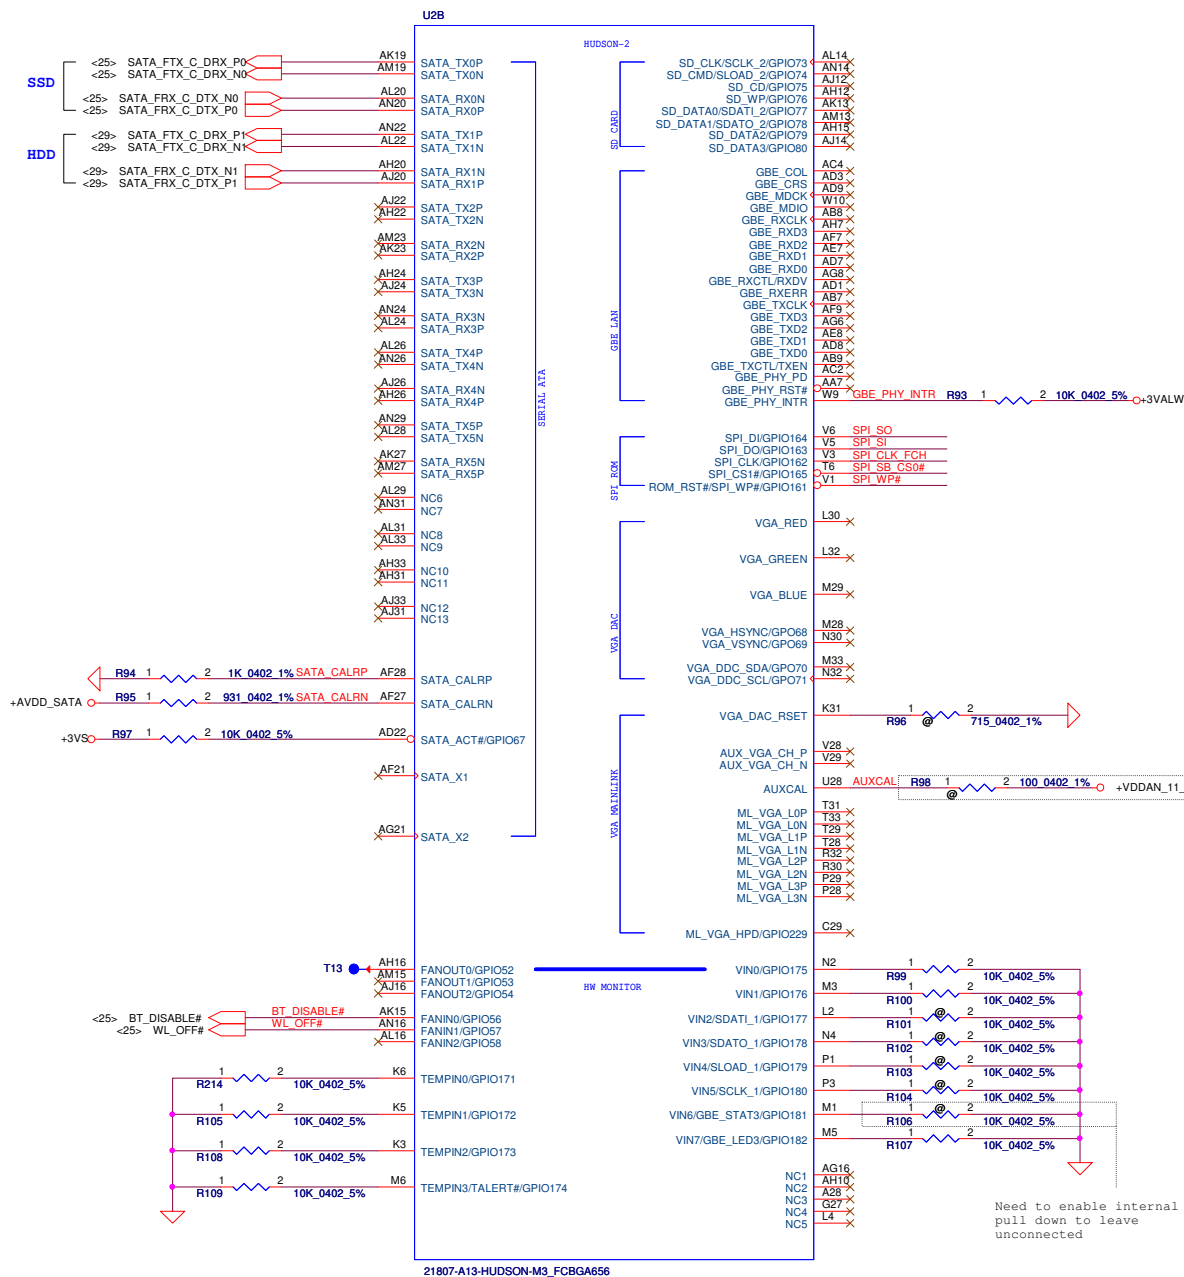 U2B
HUDSON-2
SSD
<25> SATA_FTX_C_DRX_P0 AK19 SATA_TX0P
<25> SATA_FTX_C_DRX_N0 AM19 SATA_TX0N
<25> SATA_FRX_C_DTX_N0 AL20 SATA_RX0N
<25> SATA_FRX_C_DTX_P0 AN20 SATA_RX0P
HDD
<29> SATA_FTX_C_DRX_P1 AN22 SATA_TX1P
<29> SATA_FTX_C_DRX_N1 AL22 SATA_TX1N
<29> SATA_FRX_C_DTX_N1 AH20 SATA_RX1N
<29> SATA_FRX_C_DTX_P1 AJ20 SATA_RX1P
AJ22 SATA_TX2P
AH22 SATA_TX2N
AM23 SATA_RX2N
AK23 SATA_RX2P
AH24 SATA_TX3P
AJ24 SATA_TX3N
AN24 SATA_RX3N
AL24 SATA_RX3P
AL26 SATA_TX4P
AN26 SATA_TX4N
AJ26 SATA_RX4N
AH26 SATA_RX4P
AN29 SATA_TX5P
AL28 SATA_TX5N
AK27 SATA_RX5N
AM27 SATA_RX5P
AL29 NC6
AN31 NC7
AL31 NC8
AL33 NC9
AH33 NC10
AH31 NC11
AJ33 NC12
AJ31 NC13
R94 1 2 1K_0402_1% SATA_CALRP AF28 SATA_CALRP
+AVDD_SATA R95 1 2 931_0402_1% SATA_CALRN AF27 SATA_CALRN
+3VS R97 1 2 10K_0402_5% AD22 SATA_ACT#/GPIO67
AF21 SATA_X1
AG21 SATA_X2
SERIAL ATA
T13 AH16 FANOUT0/GPIO52
AM15 FANOUT1/GPIO53
AJ16 FANOUT2/GPIO54
<25> BT_DISABLE# BT_DISABLE# AK15 FANIN0/GPIO56
<25> WL_OFF# WL_OFF# AN16 FANIN1/GPIO57
AL16 FANIN2/GPIO58
R214 1 2 10K_0402_5% K6 TEMPIN0/GPIO171
R105 1 2 10K_0402_5% K5 TEMPIN1/GPIO172
R108 1 2 10K_0402_5% K3 TEMPIN2/GPIO173
R109 1 2 10K_0402_5% M6 TEMPIN3/TALERT#/GPIO174
SD CARD
SD_CLK/SCLK_2/GPIO73 AL14
SD_CMD/SLOAD_2/GPIO74 AN14
SD_CD/GPIO75 AJ12
SD_WP/GPIO76 AH12
SD_DATA0/SDATI_2/GPIO77 AK13
SD_DATA1/SDATO_2/GPIO78 AM13
SD_DATA2/GPIO79 AH15
SD_DATA3/GPIO80 AJ14
GBE LAN
GBE_COL AC4
GBE_CRS AD3
GBE_MDCK AD9
GBE_MDIO W10
GBE_RXCLK AB8
GBE_RXD3 AH7
GBE_RXD2 AF7
GBE_RXD1 AE7
GBE_RXD0 AD7
GBE_RXCTL/RXDV AG8
GBE_RXERR AD1
GBE_TXCLK AB7
GBE_TXD3 AF9
GBE_TXD2 AG6
GBE_TXD1 AE8
GBE_TXD0 AD8
GBE_TXCTL/TXEN AB9
GBE_PHY_PD AC2
GBE_PHY_RST# AA7
GBE_PHY_INTR W9 GBE_PHY_INTR R93 1 2 10K_0402_5% +3VALW
SPI ROM
SPI_DI/GPIO164 V6 SPI_SO
SPI_DO/GPIO163 V5 SPI_SI
SPI_CLK/GPIO162 V3 SPI_CLK_FCH
SPI_CS1#/GPIO165 T6 SPI_SB_CS0#
ROM_RST#/SPI_WP#/GPIO161 V1 SPI_WP#
VGA DAC
VGA_RED L30
VGA_GREEN L32
VGA_BLUE M29
VGA_HSYNC/GPO68 M28
VGA_VSYNC/GPO69 N30
VGA_DDC_SDA/GPO70 M33
VGA_DDC_SCL/GPO71 N32
VGA MAINLINK
VGA_DAC_RSET K31 R96 1 @ 2 715_0402_1%
AUX_VGA_CH_P V28
AUX_VGA_CH_N V29
AUXCAL U28 AUXCAL R98 1 @ 2 100_0402_1% +VDDAN_11_
ML_VGA_L0P T31
ML_VGA_L0N T33
ML_VGA_L1P T29
ML_VGA_L1N T28
ML_VGA_L2P R32
ML_VGA_L2N R30
ML_VGA_L3P P29
ML_VGA_L3N P28
ML_VGA_HPD/GPIO229 C29
HW MONITOR
VIN0/GPIO175 N2 R99 1 2 10K_0402_5%
VIN1/GPIO176 M3 R100 1 2 10K_0402_5%
VIN2/SDATI_1/GPIO177 L2 R101 1 @ 2 10K_0402_5%
VIN3/SDATO_1/GPIO178 N4 R102 1 @ 2 10K_0402_5%
VIN4/SLOAD_1/GPIO179 P1 R103 1 @ 2 10K_0402_5%
VIN5/SCLK_1/GPIO180 P3 R104 1 @ 2 10K_0402_5%
VIN6/GBE_STAT3/GPIO181 M1 R106 1 @ 2 10K_0402_5%
VIN7/GBE_LED3/GPIO182 M5 R107 1 2 10K_0402_5%
NC1 AG16
NC2 AH10
NC3 A28
NC4 G27
NC5 L4
Need to enable internal
pull down to leave
unconnected
21807-A13-HUDSON-M3_FCBGA656